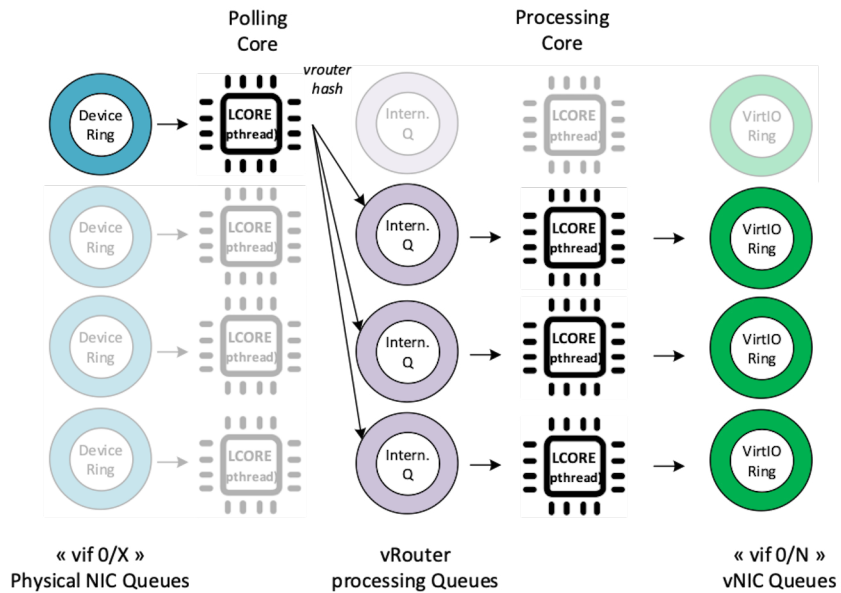 Polling
Core
Processing
Core
vrouter
hash
Device
Ring
LCORE
pthread)
Intern.
Q
LCORE
pthread)
VirtIO
Ring
Device
Ring
LCORE
pthread)
Intern.
Q
LCORE
pthread)
VirtIO
Ring
Device
Ring
LCORE
pthread)
Intern.
Q
LCORE
pthread)
VirtIO
Ring
Device
Ring
LCORE
pthread)
Intern.
Q
LCORE
pthread)
VirtIO
Ring
« vif 0/X »
Physical NIC Queues
vRouter
processing Queues
« vif 0/N »
vNIC Queues